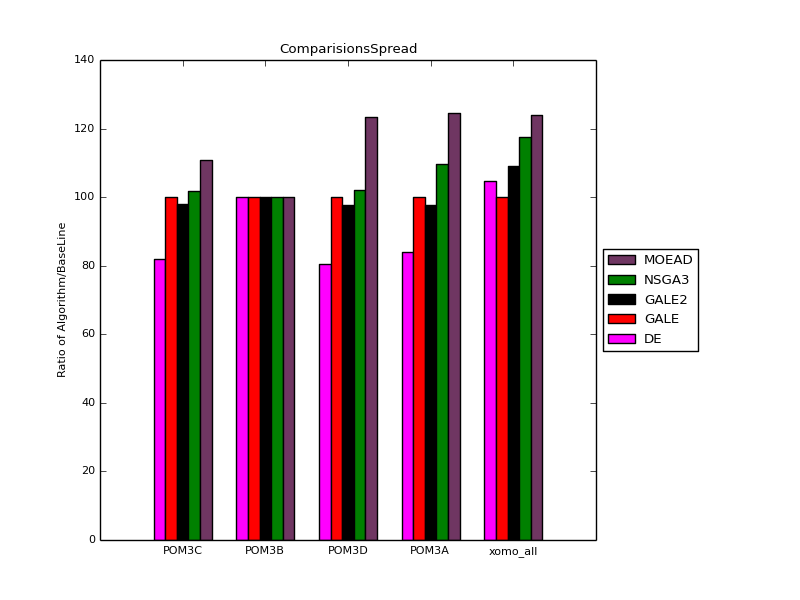 ComparisionsSpread
Ratio of Algorithm/BaseLine
140
120
100
80
60
40
20
0
POM3C POM3B POM3D POM3A xomo_all
MOEAD
NSGA3
GALE2
GALE
DE